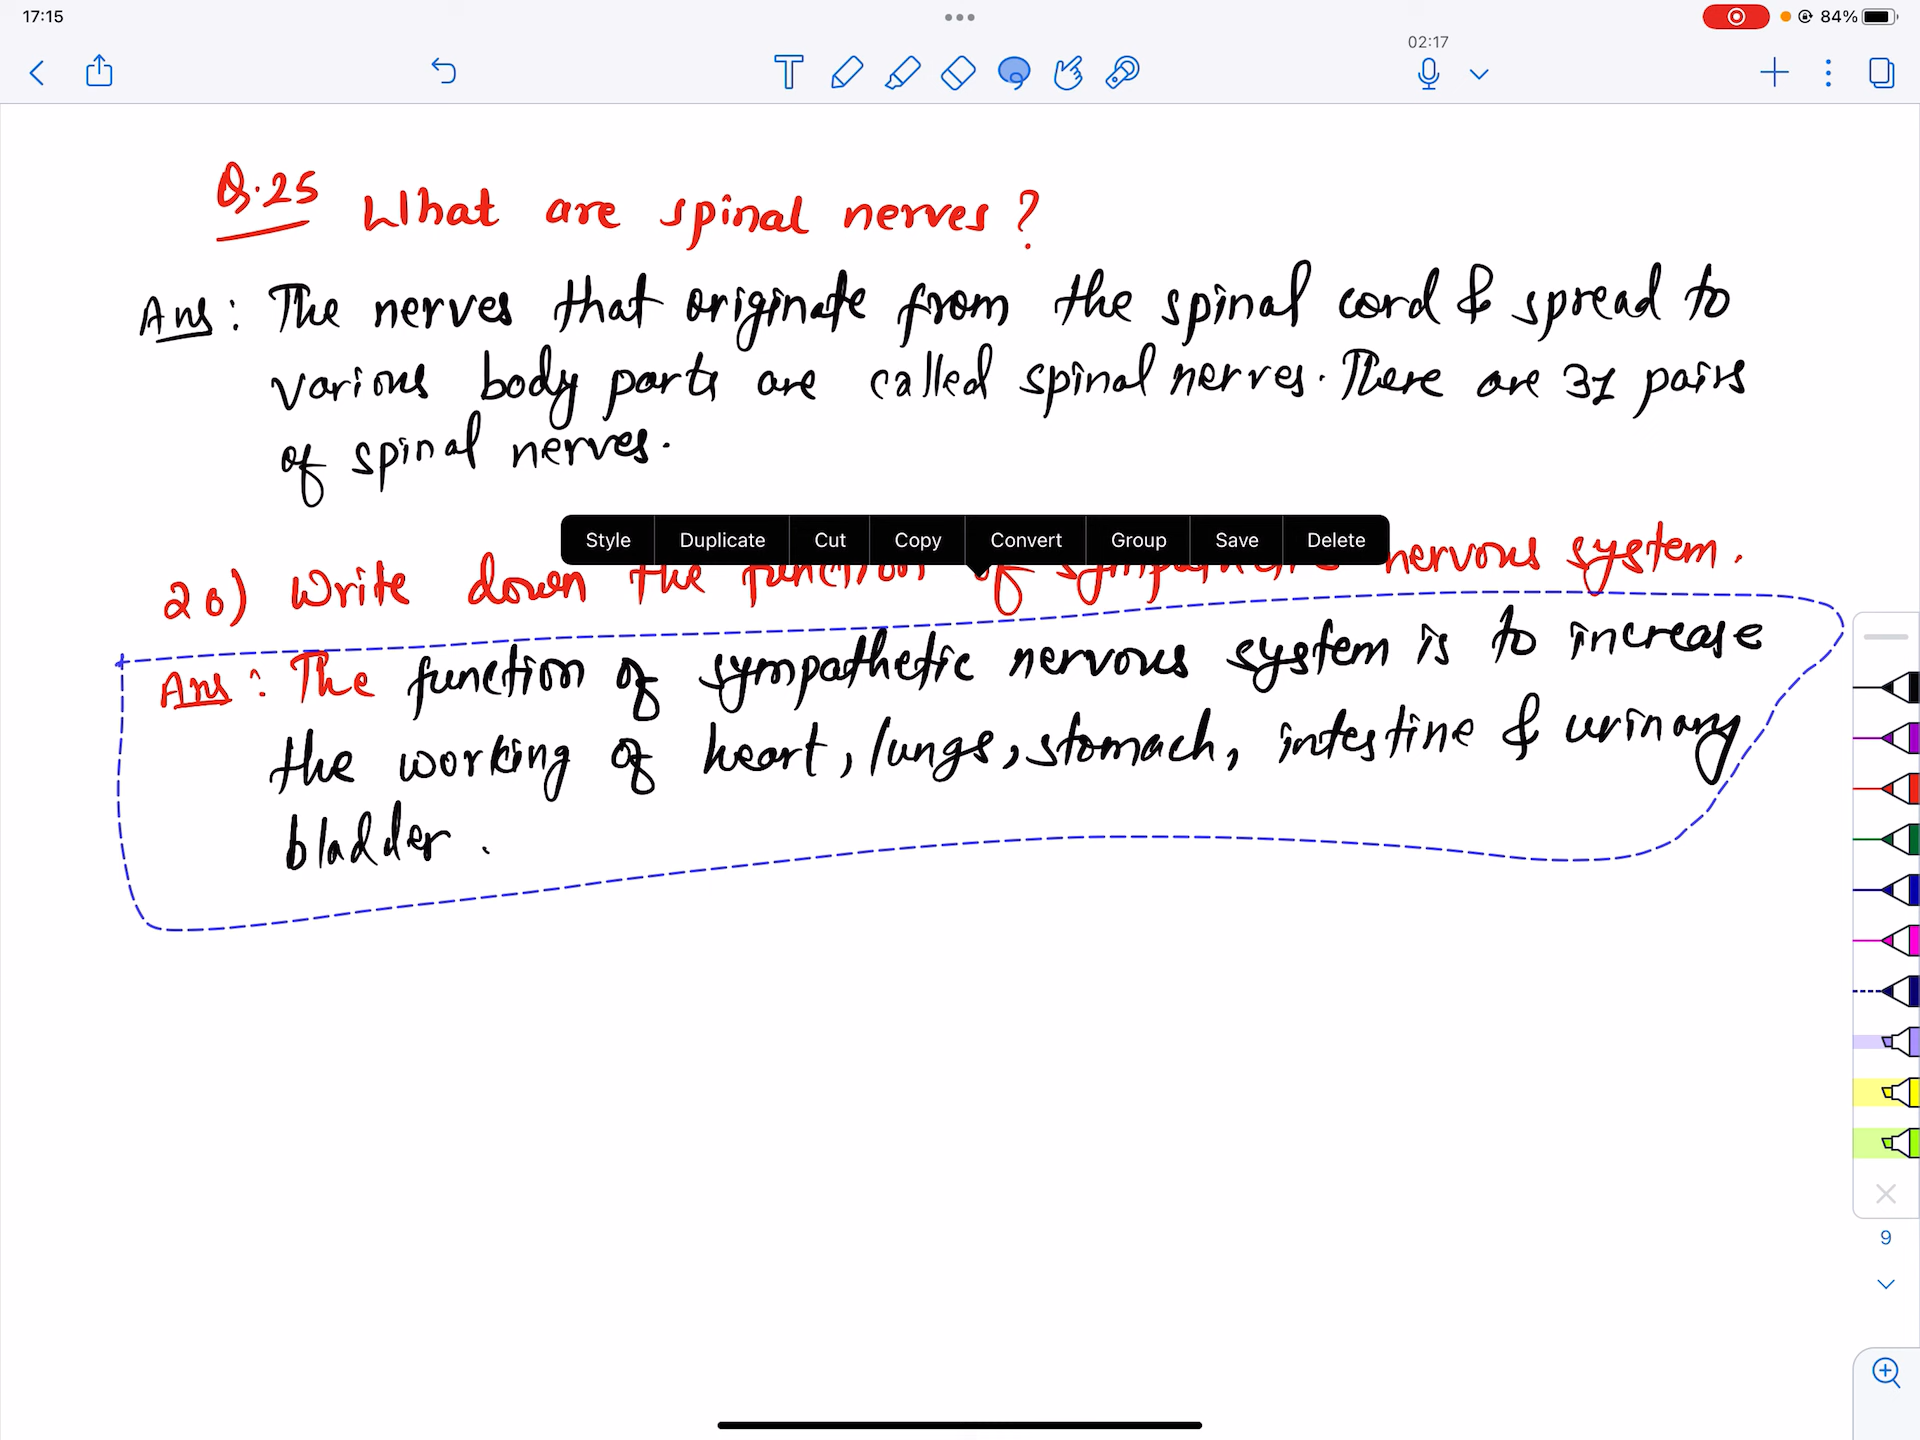 17:15
84%
02:17
Q.25 What are spinal nerves?
Ans: The nerves that originate from the spinal cord & spread to
various body parts are called spinal nerves. There are 31 pairs
of spinal nerves.
Style Duplicate Cut Copy Convert Group Save Delete
26) Write down the function of sympathetic nervous system.
Ans: The function of sympathetic nervous system is to increase
the working of heart, lungs, stomach, intestine & urinary
bladder.
9